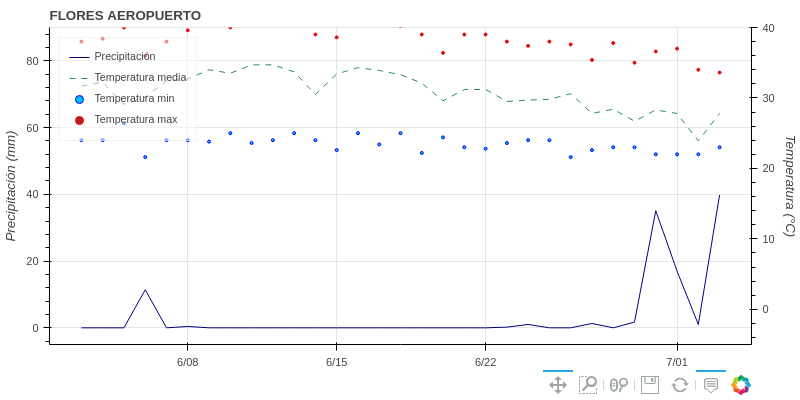 FLORES AEROPUERTO
Precipitación
Temperatura media
Temperatura min
Temperatura max
Precipitación (mm)
80
60
40
20
0
Temperatura (°C)
40
30
20
10
0
6/08
6/15
6/22
7/01